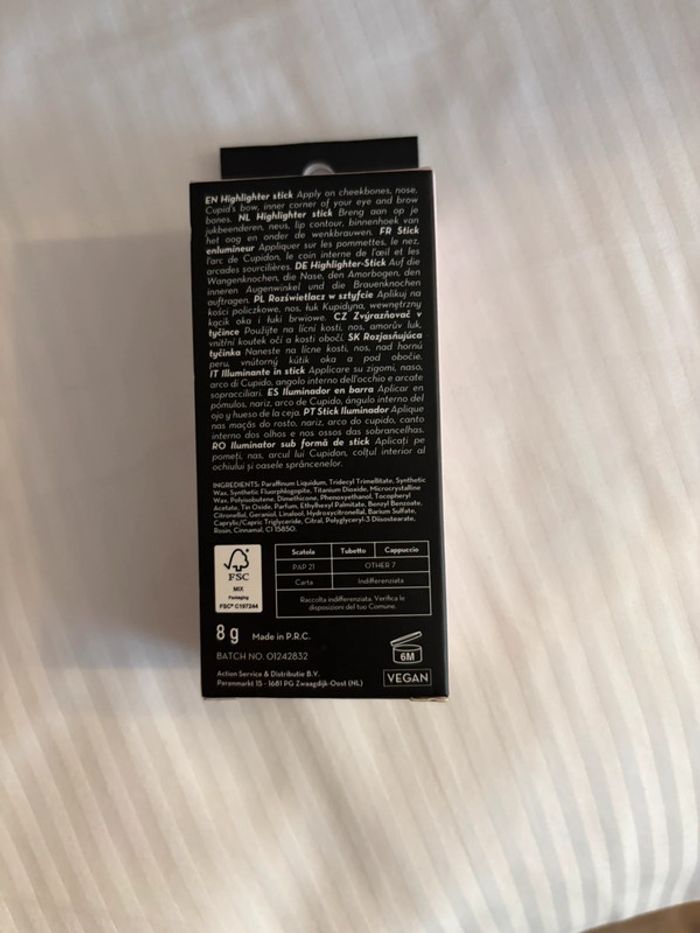 EN Highlighter stick Apply on cheekbones, nose,
Cupid's bow, inner corner of your eye and brow
bones. NL Highlighter stick Breng aan op je
jukbeenderen, neus, lip contour, binnenhoek van
het oog en onder de wenkbrauwen. FR Stick
enlumineur Appliquer sur les pommettes, le nez,
l'arc de Cupidon, le coin interne de l'œil et les
arcades sourcilières. DE Highlighter-Stick Auf die
Wangenknochen, die Nase, den Amorbogen, den
inneren Augenwinkel und die Brauenknochen
auftragen. PL Rozświetlacz w sztyfcie Aplikuj na
kości policzkowe, nos, łuk Kupidyna, wewnętrzny
kącik oka i łuki brwiowe. CZ Zvýrazňovač v
tyčince Použijte na lícní kosti, nos, amorův luk,
vnitřní koutek očí a kosti obočí. SK Rozjasňujúca
tyčinka Naneste na lícne kosti, nos, nad hornú
peru, vnútorný kútik oka a pod obočie.
IT Illuminante in stick Applicare su zigomi, naso,
arco di Cupido, angolo interno dell'occhio e arcate
sopracciliari. ES Iluminador en barra Aplicar en
pómulos, nariz, arco de Cupido, ángulo interno del
ojo y hueso de la ceja. PT Stick Iluminador Aplique
nas maçãs do rosto, nariz, arco do cupido, canto
interno dos olhos e nos ossos das sobrancelhas.
RO Iluminator sub formă de stick Aplicați pe
pomeți, nas, arcul lui Cupidon, colțul interior al
ochiului și oasele sprâncenelor.
INGREDIENTS: Paraffinum Liquidum, Tridecyl Trimellitate, Synthetic
Wax, Synthetic Fluorphlogopite, Titanium Dioxide, Microcrystalline
Wax, Polyisobutene, Dimethicone, Phenoxyethanol, Tocopheryl
Acetate, Tin Oxide, Parfum, Ethylhexyl Palmitate, Benzyl Benzoate,
Citronellol, Geraniol, Linalool, Hydroxycitronellal, Barium Sulfate,
Caprylic/Capric Triglyceride, Citral, Polyglyceryl-3 Diisostearate,
Rosin, Cinnamal, CI 15850.
FSC
MIX
Packaging
FSC® C197244
Scatola Tubetto Cappuccio
PAP 21 OTHER 7
Carta Indifferenziata
Raccolta indifferenziata. Verifica le
disposizioni del tuo Comune.
8 g Made in P.R.C.
BATCH NO. 01242832
6M
Action Service & Distributie B.V.
Perenmarkt 15 - 1681 PG Zwaagdijk-Oost (NL)
VEGAN